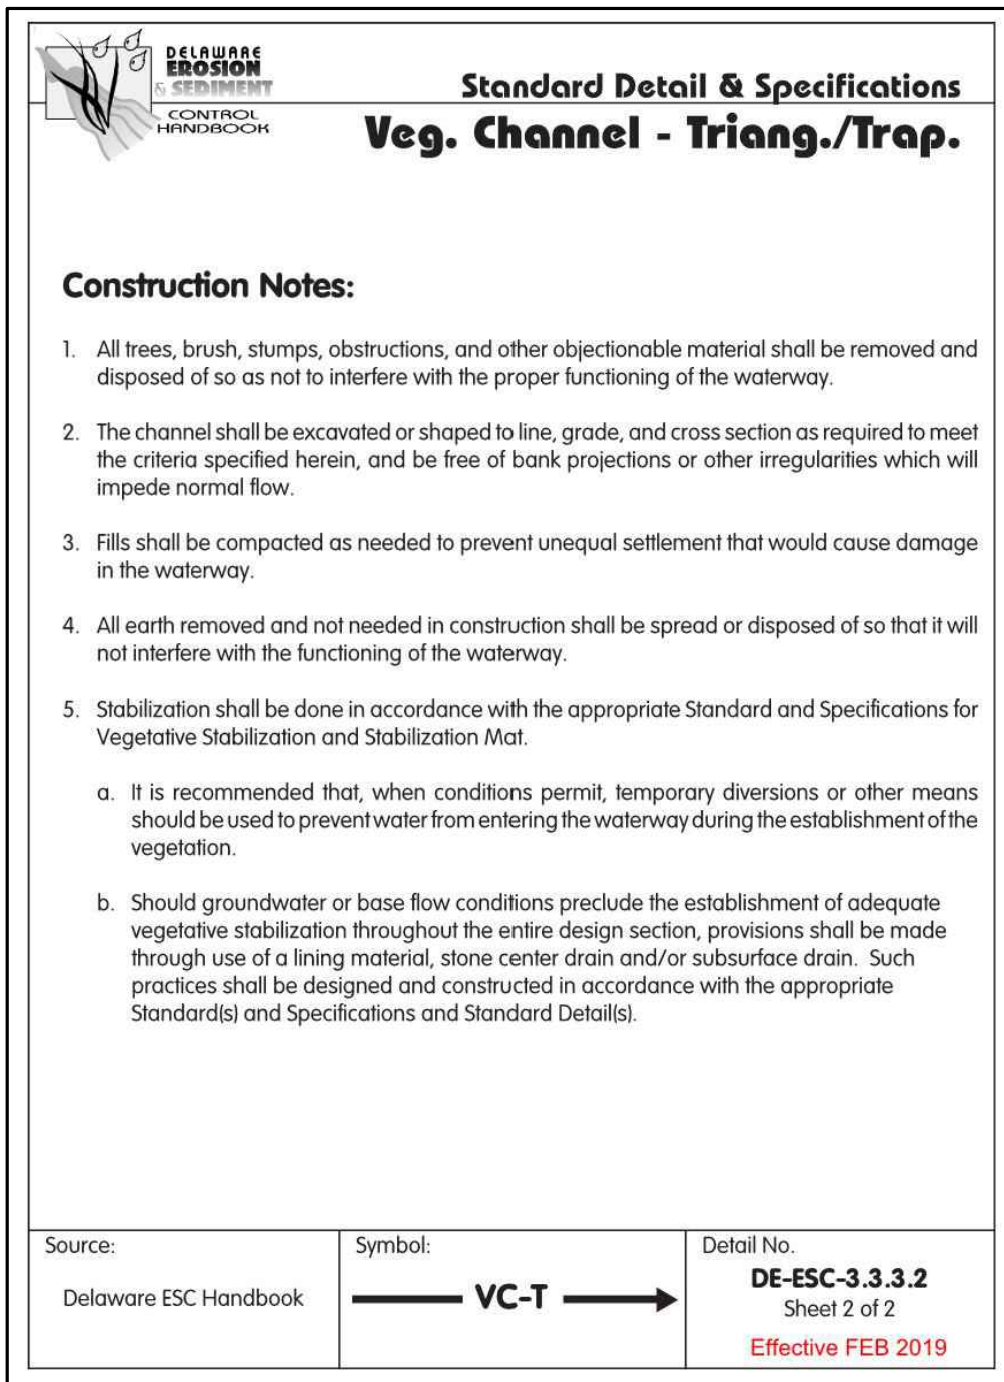 DELAWARE
EROSION
& SEDIMENT
CONTROL
HANDBOOK
Standard Detail & Specifications
Veg. Channel - Triang./Trap.
Construction Notes:
1. All trees, brush, stumps, obstructions, and other objectionable material shall be removed and
disposed of so as not to interfere with the proper functioning of the waterway.
2. The channel shall be excavated or shaped to line, grade, and cross section as required to meet
the criteria specified herein, and be free of bank projections or other irregularities which will
impede normal flow.
3. Fills shall be compacted as needed to prevent unequal settlement that would cause damage
in the waterway.
4. All earth removed and not needed in construction shall be spread or disposed of so that it will
not interfere with the functioning of the waterway.
5. Stabilization shall be done in accordance with the appropriate Standard and Specifications for
Vegetative Stabilization and Stabilization Mat.
a. It is recommended that, when conditions permit, temporary diversions or other means
should be used to prevent water from entering the waterway during the establishment of the
vegetation.
b. Should groundwater or base flow conditions preclude the establishment of adequate
vegetative stabilization throughout the entire design section, provisions shall be made
through use of a lining material, stone center drain and/or subsurface drain. Such
practices shall be designed and constructed in accordance with the appropriate
Standard(s) and Specifications and Standard Detail(s).
Source:
Delaware ESC Handbook
Symbol:
VC-T
Detail No.
DE-ESC-3.3.3.2
Sheet 2 of 2
Effective FEB 2019